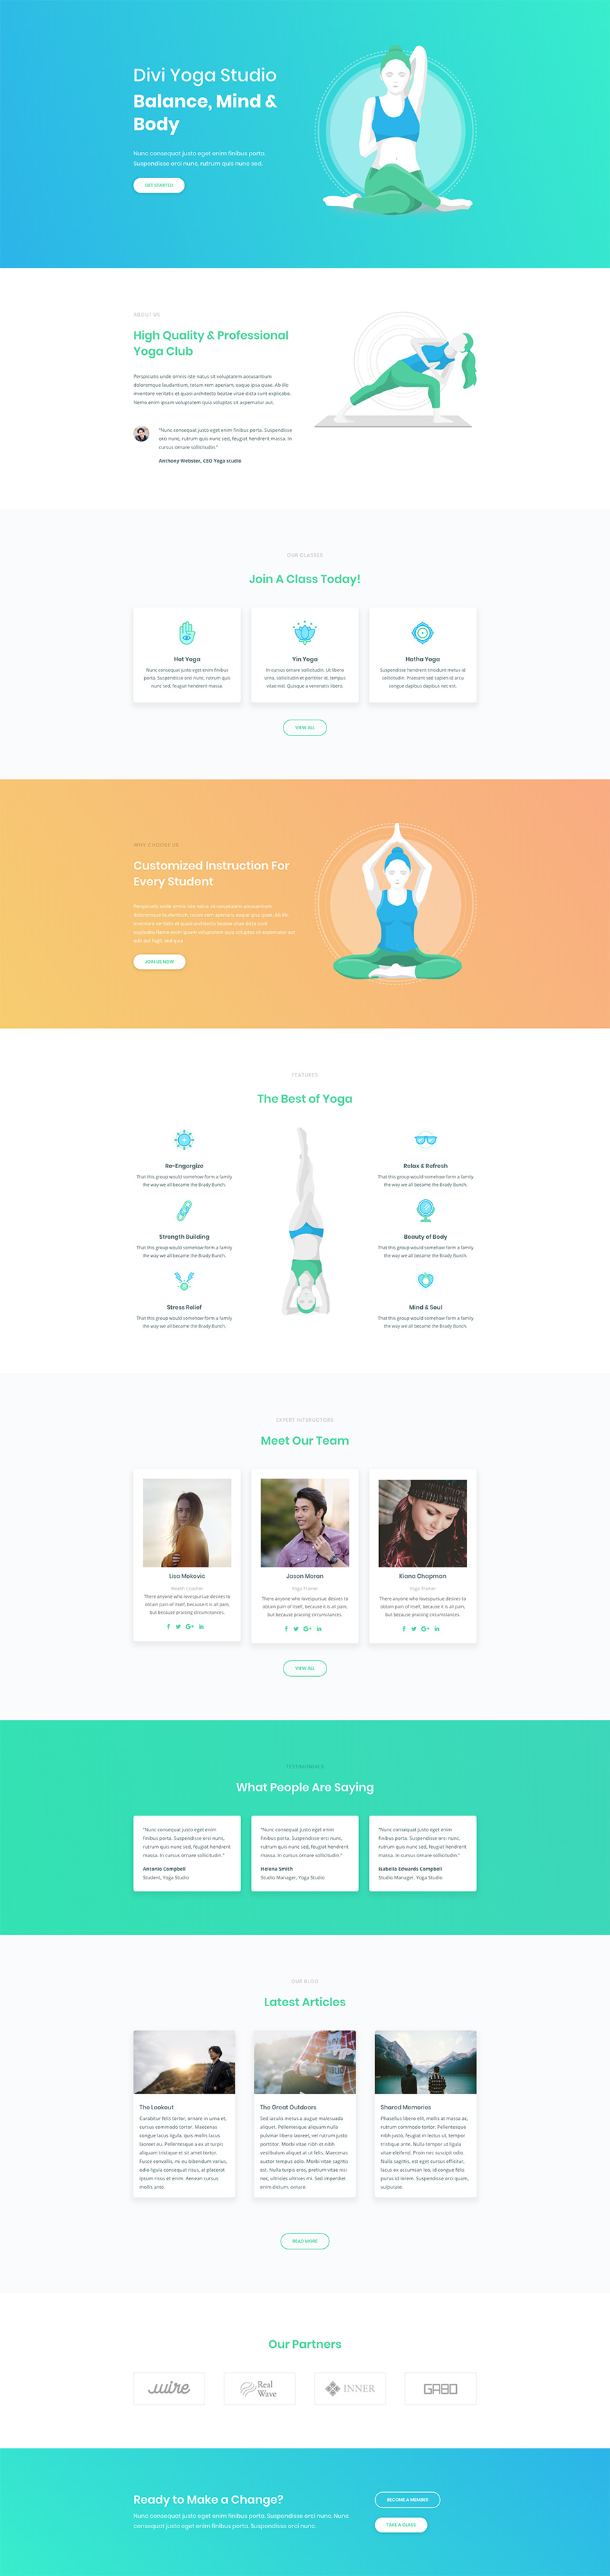 Divi Yoga Studio
Balance, Mind &
Body
Nunc consequat justo eget enim finibus porta.
Suspendisse orci nunc, rutrum quis nunc sed.
GET STARTED
ABOUT US
High Quality & Professional
Yoga Club
Perspiciatis unde omnis iste natus sit voluptatem accusantium
doloremque laudantium, totam rem aperiam, eaque ipsa quae. Ab illo
inventore veritatis et quasi architecto beatae vitae dicta sunt explicabo.
Nemo enim ipsam voluptatem quia voluptas sit aspernatur aut.
"Nunc consequat justo eget enim finibus porta. Suspendisse
orci nunc, rutrum quis nunc sed, feugiat hendrerit massa. In
cursus ornare sollicitudin."
Anthony Webster, CEO Yoga studio
OUR CLASSES
Join A Class Today!
Hot Yoga
Nunc consequat justo eget enim finibus
porta. Suspendisse orci nunc, rutrum quis
nunc sed, feugiat hendrerit massa.
Yin Yoga
In cursus ornare sollicitudin. Ut libero
urna, sollicitudin et porttitor id, tempus
vitae nisi. Quisque a venenatis libero.
Hatha Yoga
Suspendisse hendrerit tincidunt metus id
sollicitudin. Praesent sed sapien id arcu
congue dapibus dapibus nec est.
VIEW ALL
WHY CHOOSE US
Customized Instruction For
Every Student
Perspiciatis unde omnis iste natus sit voluptatem accusantium
doloremque laudantium, totam rem aperiam, eaque ipsa quae. Ab illo
inventore veritatis et quasi architecto beatae vitae dicta sunt
explicabo.Nemo enim ipsam voluptatem quia voluptas sit aspernatur aut
odit aut fugit, sed quia
JOIN US NOW
FEATURES
The Best of Yoga
Re-Engergize
That this group would somehow form a family
the way we all became the Brady Bunch.
Strength Building
That this group would somehow form a family
the way we all became the Brady Bunch.
Stress Relief
That this group would somehow form a family
the way we all became the Brady Bunch.
Relax & Refresh
That this group would somehow form a family
the way we all became the Brady Bunch.
Beauty of Body
That this group would somehow form a family
the way we all became the Brady Bunch.
Mind & Soul
That this group would somehow form a family
the way we all became the Brady Bunch.
EXPERT INTSRUCTORS
Meet Our Team
Lisa Mokovic
Health Coacher
There anyone who lovespursue desires to
obtain pain of itself, because it is all pain,
but because praising circumstances.
Jason Moran
Yoga Trainer
There anyone who lovespursue desires to
obtain pain of itself, because it is all pain,
but because praising circumstances.
Kiana Chapman
Yoga Trainer
There anyone who lovespursue desires to
obtain pain of itself, because it is all pain,
but because praising circumstances.
VIEW ALL
TESTIMONIALS
What People Are Saying
"Nunc consequat justo eget enim
finibus porta. Suspendisse orci nunc,
rutrum quis nunc sed, feugiat hendrerit
massa. In cursus ornare sollicitudin."
Antonio Campbell
Student, Yoga Studio
"Nunc consequat justo eget enim
finibus porta. Suspendisse orci nunc,
rutrum quis nunc sed, feugiat hendrerit
massa. In cursus ornare sollicitudin."
Helena Smith
Studio Manager, Yoga Studio
"Nunc consequat justo eget enim
finibus porta. Suspendisse orci nunc,
rutrum quis nunc sed, feugiat hendrerit
massa. In cursus ornare sollicitudin."
Isabella Edwards Campbell
Studio Manager, Yoga Studio
OUR BLOG
Latest Articles
The Lookout
Curabitur felis tortor, ornare in urna et,
cursus commodo tortor. Maecenas
congue lacus ligula, quis mollis lacus
laoreet eu. Pellentesque a ex at turpis
aliquam tristique et sit amet tortor.
Fusce convallis, mi eu bibendum varius,
odio ligula consequat risus, at placerat
ipsum risus et enim. Aenean cursus
mollis ante.
The Great Outdoors
Sed iaculis metus a augue malesuada
aliquet. Pellentesque aliquam nulla
pulvinar libero laoreet, vel rutrum justo
porttitor. Morbi vitae nibh et nibh
vestibulum aliquet at ut felis. Maecenas
auctor tempus odio. Morbi vitae sagittis
est. Nulla turpis eros, pretium vitae nisi
nec, ultricies ultrices mi. Sed imperdiet
enim dictum, ornare.
Shared Memories
Phasellus libero elit, mollis at massa ac,
rutrum commodo tortor. Pellentesque
nibh justo, feugiat in lectus ut, tempor
tristique ante. Nulla tempor ut ligula
vitae eleifend. Proin nec iaculis odio.
Nulla sagittis, est eget cursus efficitur,
lacus ex accumsan leo, id congue felis
purus id lorem. Suspendisse orci quam,
vulputate.
READ MORE
Our Partners
wire
Real
Wave
INNER
GABO
Ready to Make a Change?
Nunc consequat justo eget enim finibus porta. Suspendisse orci nunc. Nunc
consequat justo eget enim finibus porta. Suspendisse orci nunc.
BECOME A MEMBER
TAKE A CLASS